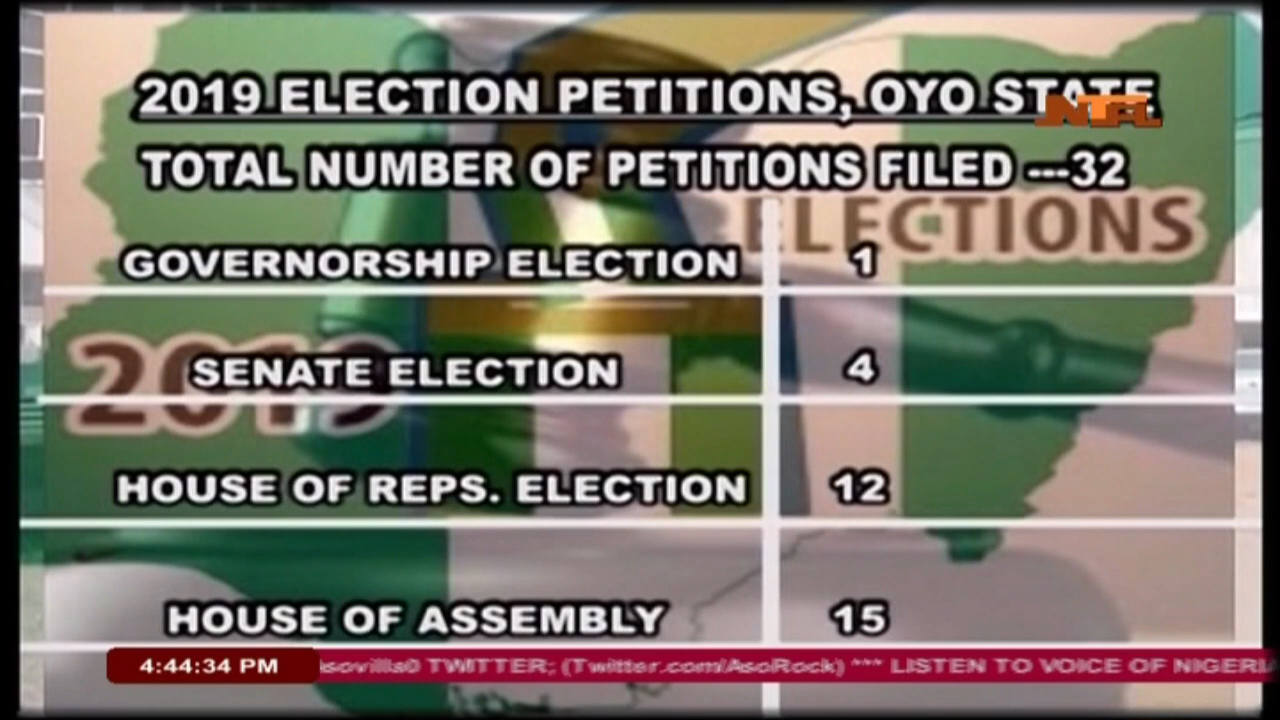 2019 ELECTION PETITIONS, OYO STATE
TOTAL NUMBER OF PETITIONS FILED ---32
ELECTIONS
GOVERNORSHIP ELECTION 1
2019
SENATE ELECTION 4
HOUSE OF REPS. ELECTION 12
HOUSE OF ASSEMBLY 15
4:44:34 PM TWITTER; (Twitter.com/AsoRock) *** LISTEN TO VOICE OF